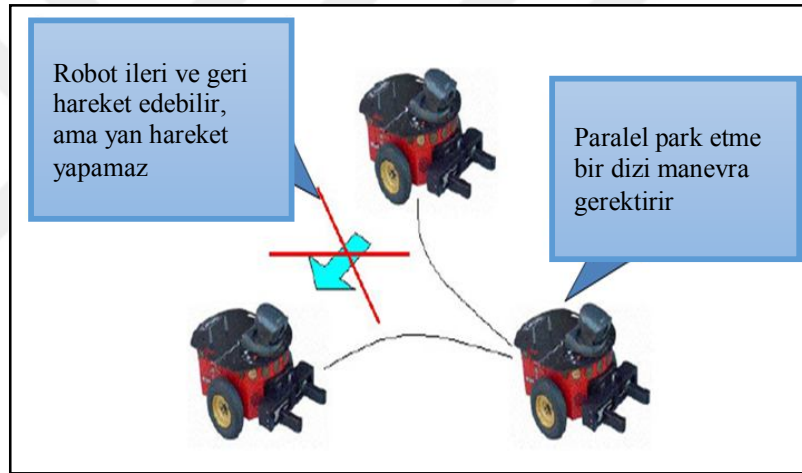 Robot ileri ve geri
hareket edebilir,
ama yan hareket
yapamaz
Paralel park etme
bir dizi manevra
gerektirir